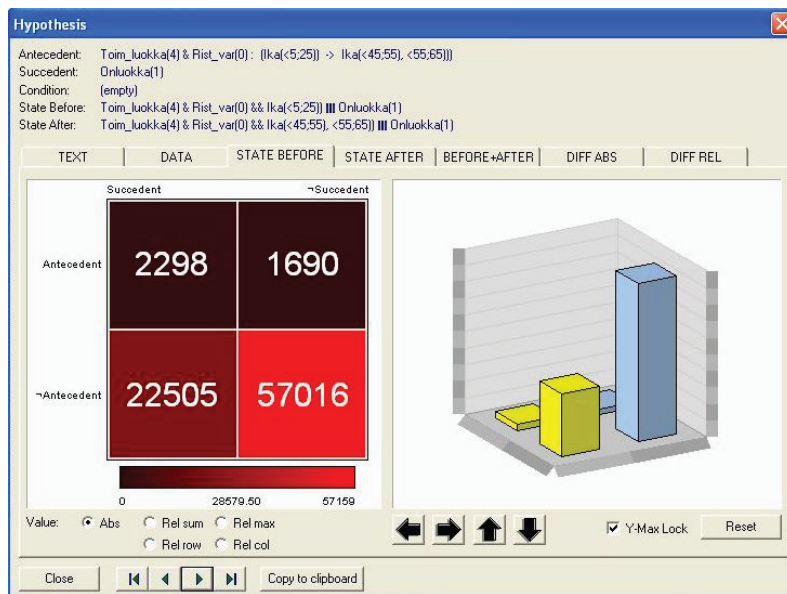 Hypothesis
Antecedent: Toim_luokka(4) & Rist_var(0) : (Ika(<5;25)) -> Ika(<45;55), <55;65)))
Succedent: Onluokka(1)
Condition: (empty)
State Before: Toim_luokka(4) & Rist_var(0) && Ika(<5;25)) ||| Onluokka(1)
State After: Toim_luokka(4) & Rist_var(0) && Ika(<45;55), <55;65)) ||| Onluokka(1)
TEXT DATA STATE BEFORE STATE AFTER BEFORE+AFTER DIFF ABS DIFF REL
Succedent ¬Succedent
Antecedent 2298 1690
¬Antecedent 22505 57016
0 28579.50 57159
Value: Abs Rel sum Rel max
Rel row Rel col
Y-Max Lock Reset
Close Copy to clipboard